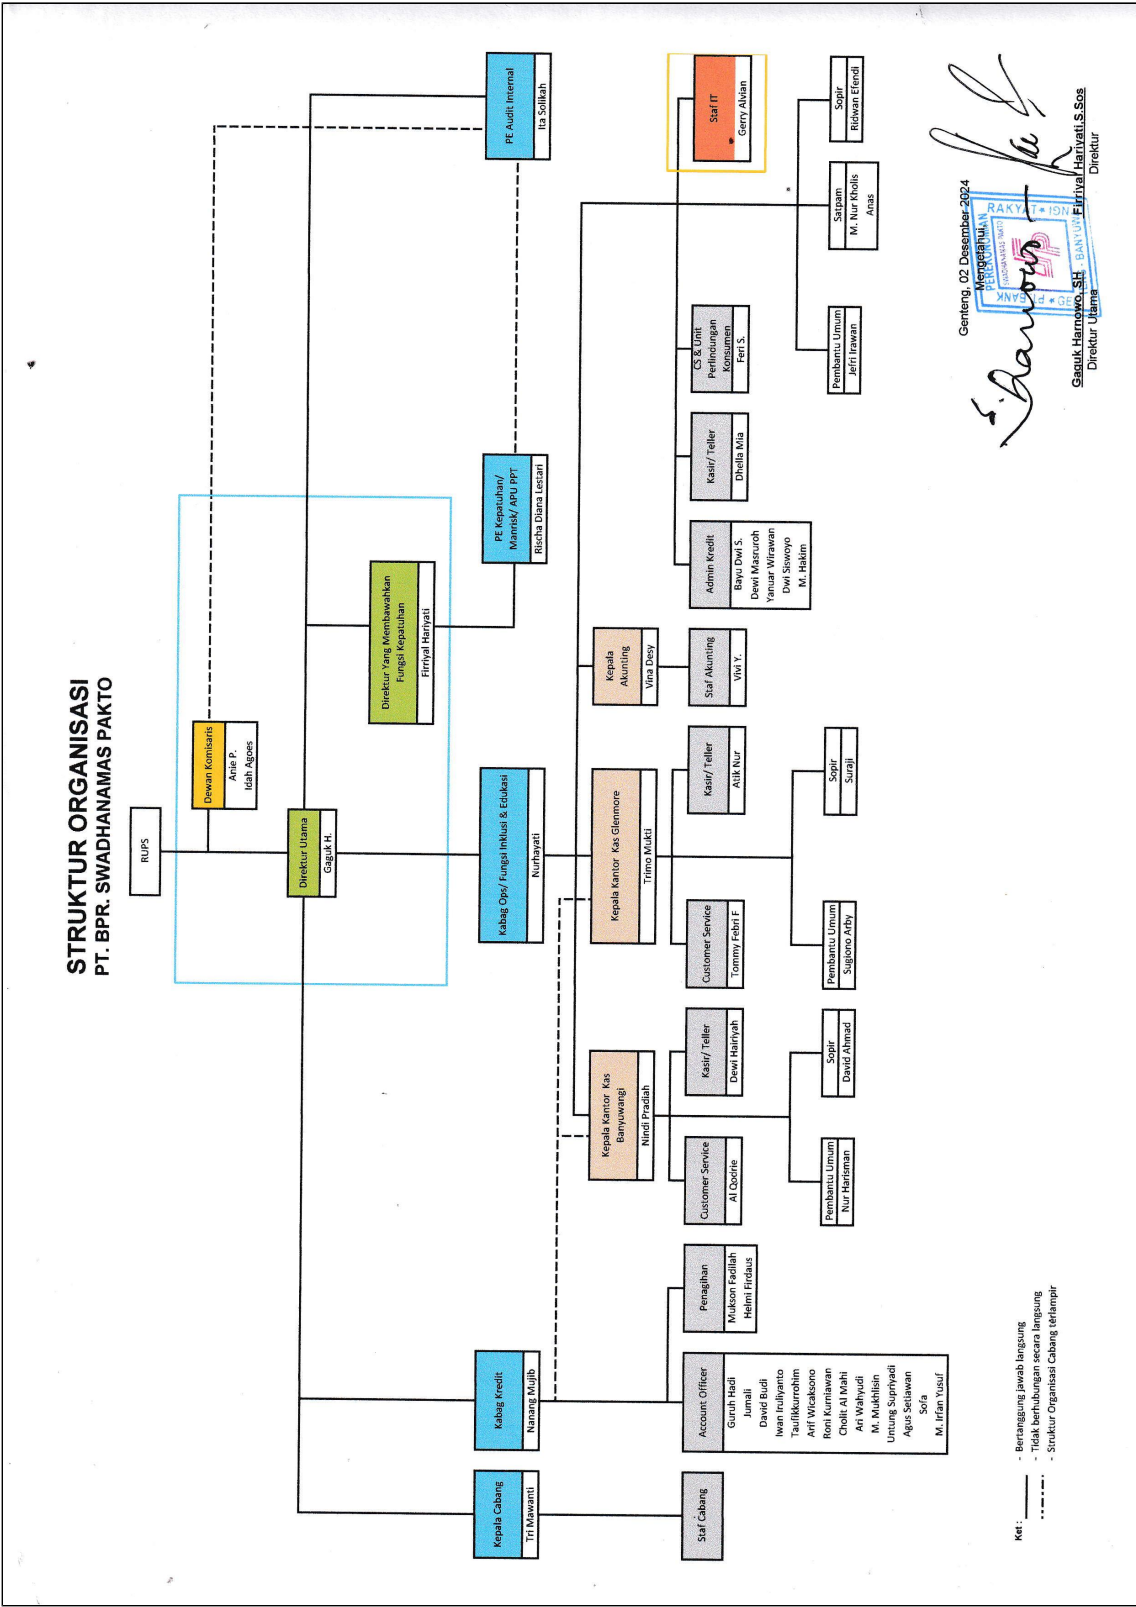 STRUKTUR ORGANISASI
PT. BPR. SWADHANAMAS PAKTO
RUPS
Dewan Komisaris
Anie P.
Idah Agoes
Direktur Utama
Gaguk H.
Direktur Yang Membawahkan
Fungsi Kepatuhan
Firriyal Hariyati
Kepala Cabang
Tri Mawanti
Kabag Kredit
Nanang Mujib
Kabag Ops/ Fungsi Inklusi & Edukasi
Nurhayati
PE Kepatuhan/
Manrisk/ APU PPT
Rischa Diana Lestari
PE Audit Internal
Ita Solikah
Kepala Kantor Kas
Banyuwangi
Nindi Pradiah
Kepala Kantor Kas Glenmore
Trimo Mukti
Kepala
Akunting
Vina Desy
Staf Cabang
Account Officer
Guruh Hadi
Jumali
David Budi
Iwan Iruliyanto
Taufikkurrohim
Arif Wicaksono
Roni Kurniawan
Cholit Al Mahi
Ari Wahyudi
M. Mukhlisin
Untung Supriyadi
Agus Setiawan
Sofa
M. Irfan Yusuf
Penagihan
Mukson Fadilah
Helmi Firdaus
Customer Service
Al Qodrie
Kasir/ Teller
Dewi Hairiyah
Customer Service
Tommy Febri F
Kasir/ Teller
Atik Nur
Staf Akunting
Vivi Y.
Admin Kredit
Bayu Dwi S.
Dewi Masruroh
Yanuar Wirawan
Dwi Siswoyo
M. Hakim
Kasir/ Teller
Dhella Mia
CS & Unit
Perlindungan
Konsumen
Feri S.
Staf IT
Gerry Alvian
Pembantu Umum
Nur Harisman
Sopir
David Ahmad
Pembantu Umum
Sugiono Arby
Sopir
Suraji
Pembantu Umum
Jefri Irawan
Satpam
M. Nur Kholis
Anas
Sopir
Ridwan Efendi
Ket :
- Bertanggung jawab langsung
- Tidak berhubungan secara langsung
- Struktur Organisasi Cabang terlampir
Genteng, 02 Desember 2024
Mengetahui,
PEREKONOMIAN RAKYAT
BANK
SWADHANAMAS PAKTO
Gaguk Harnowo, SH
Direktur Utama
Firriyal Hariyati,S.Sos
Direktur